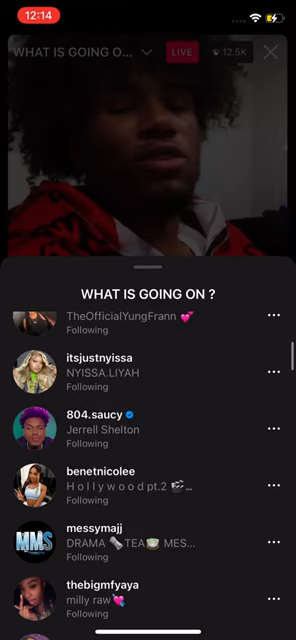 12:14
WHAT IS GOING O...
LIVE
12.5K
WHAT IS GOING ON ?
TheOfficialYungFrann 💞
Following
itsjustnyissa
NYISSA.LIYAH
Following
804.saucy
Jerrell Shelton
Following
benetnicolee
H o l l y w o o d pt.2 🎬...
Following
MMS
messymajj
DRAMA 🗞️TEA🍵 MES...
Following
thebigmfyaya
milly raw💘
Following